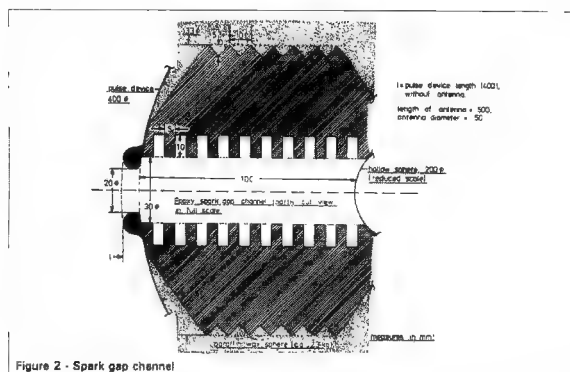 l = pulse device length (400),
without antenna.
length of antenna = 500,
antenna diameter = 50
pulse device
400 ø
10
hollow sphere, 200 ø
(reduced scale)
100
20 ø
30 ø
Epoxy spark gap channel (partly cut view
in full scale
l
paraffin wax sphere (ca.
measures in mm!
Figure 2 - Spark gap channel